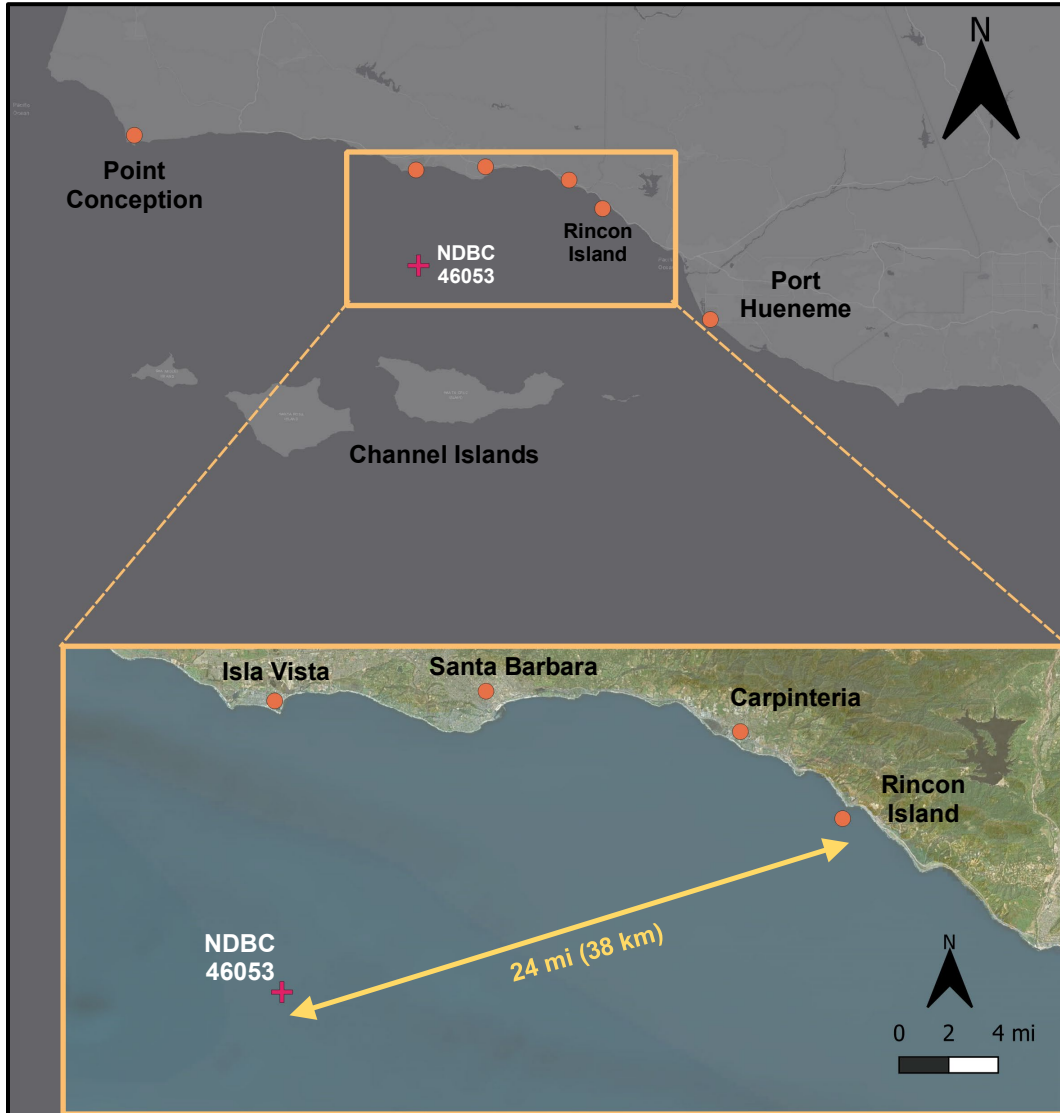 N
Point
Conception
Rincon
Island
NDBC
46053
Port
Hueneme
Channel Islands
Isla Vista
Santa Barbara
Carpinteria
Rincon
Island
24 mi (38 km)
NDBC
46053
N
0 2 4 mi